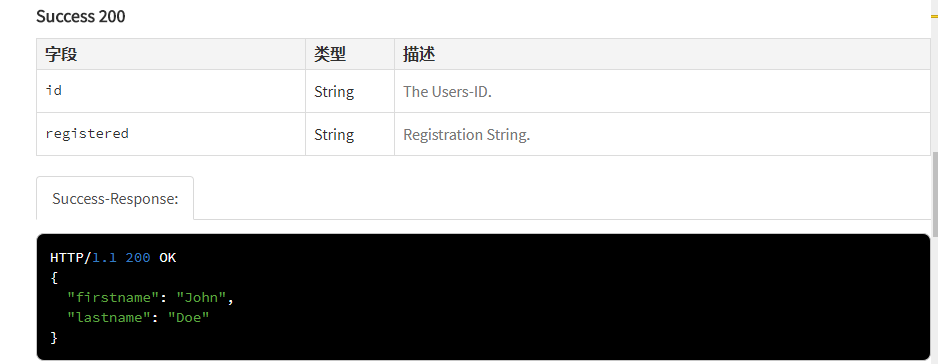 Success 200
字段 类型 描述
id String The Users-ID.
registered String Registration String.
Success-Response:
HTTP/1.1 200 OK
{
"firstname": "John",
"lastname": "Doe"
}